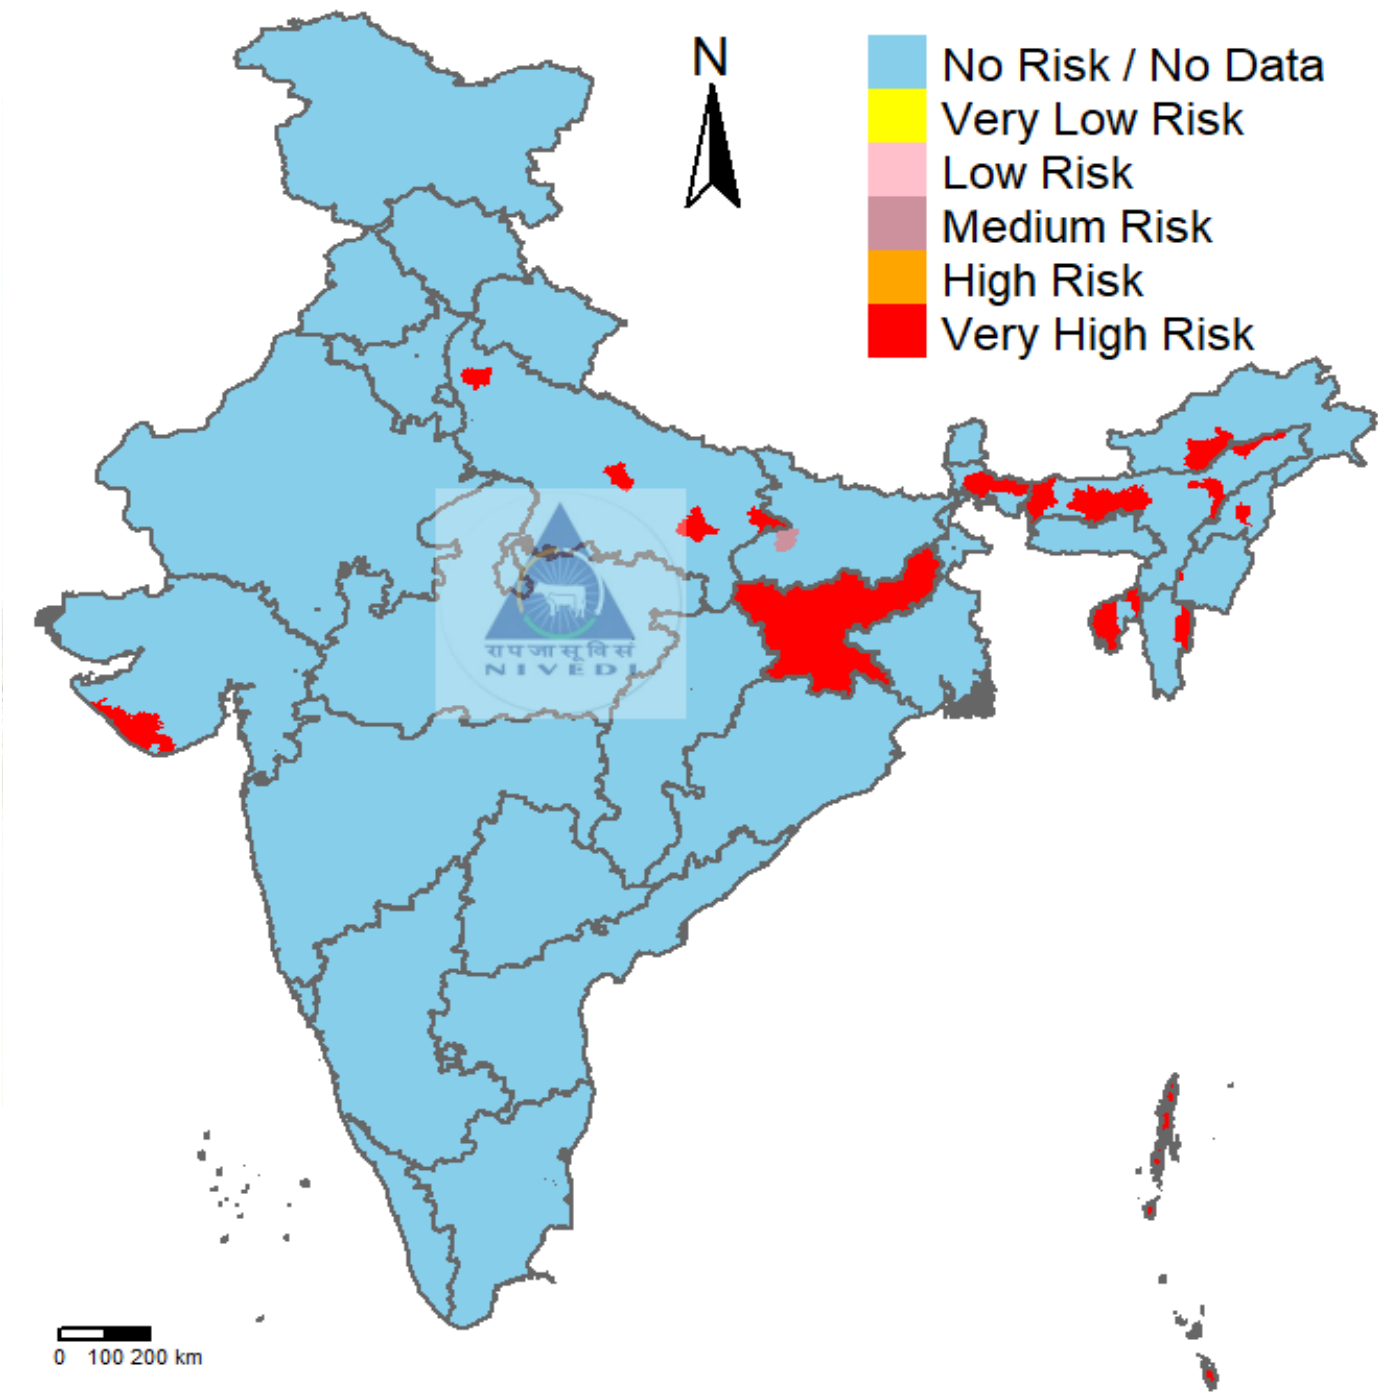 N
No Risk / No Data
Very Low Risk
Low Risk
Medium Risk
High Risk
Very High Risk
रापजासूविसं
NIVEDI
0 100 200 km